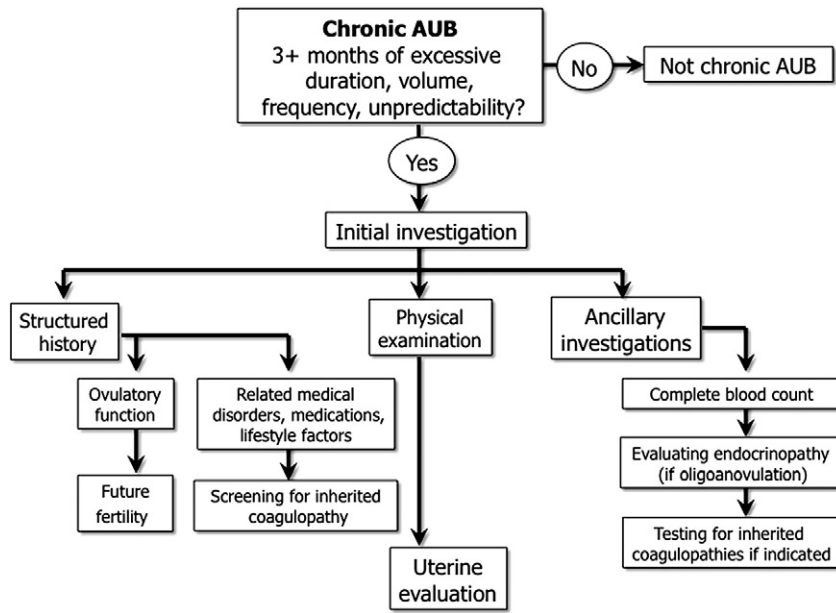 Chronic AUB
3+ months of excessive
duration, volume,
frequency, unpredictability?
No
Not chronic AUB
Yes
Initial investigation
Structured
history
Physical
examination
Ancillary
investigations
Ovulatory
function
Related medical
disorders, medications,
lifestyle factors
Complete blood count
Future
fertility
Screening for inherited
coagulopathy
Evaluating endocrinopathy
(if oligoanovulation)
Testing for inherited
coagulopathies if indicated
Uterine
evaluation